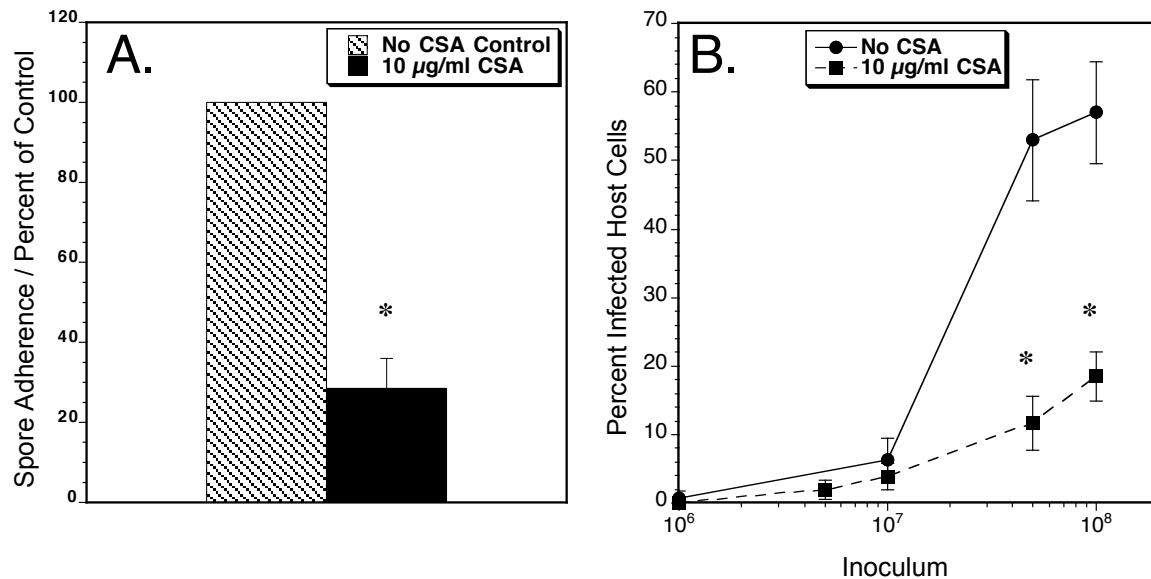 A.
No CSA Control
10 µg/ml CSA
Spore Adherence / Percent of Control
120
100
80
60
40
20
0
*
B.
No CSA
10 µg/ml CSA
Percent Infected Host Cells
70
60
50
40
30
20
10
0
*
*
10⁶
10⁷
10⁸
Inoculum